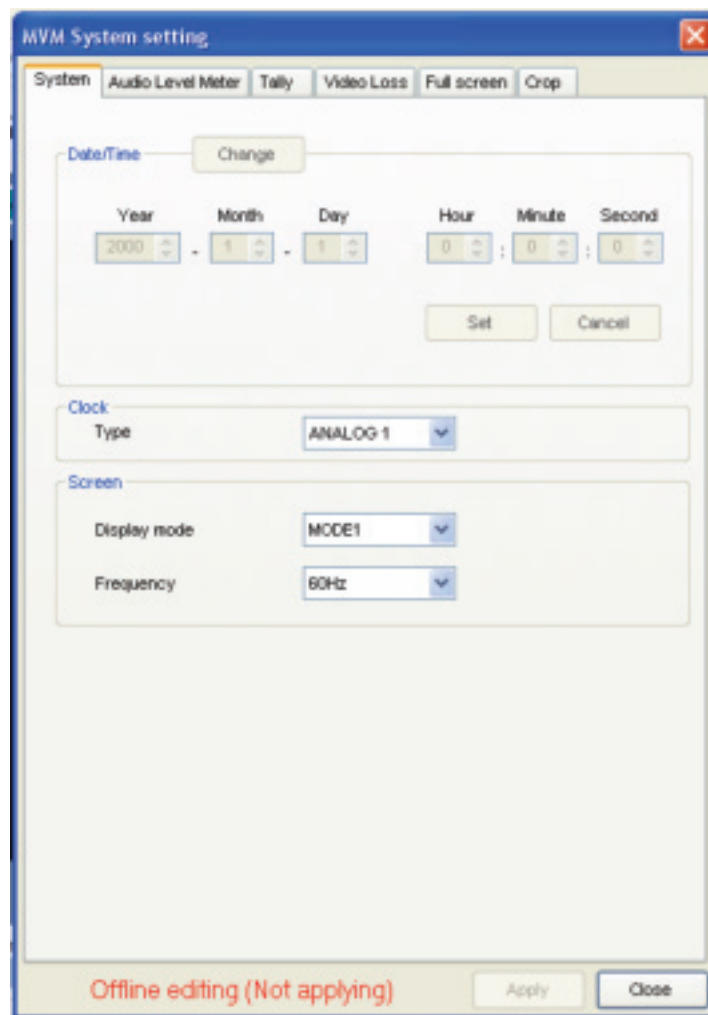 MVM System setting
System Audio Level Meter Tally Video Loss Full screen Crop
Date/Time Change
Year Month Day Hour Minute Second
2000 - 1 - 1 0 : 0 : 0
Set Cancel
Clock
Type ANALOG 1
Screen
Display mode MODE1
Frequency 60Hz
Offline editing (Not applying) Apply Close